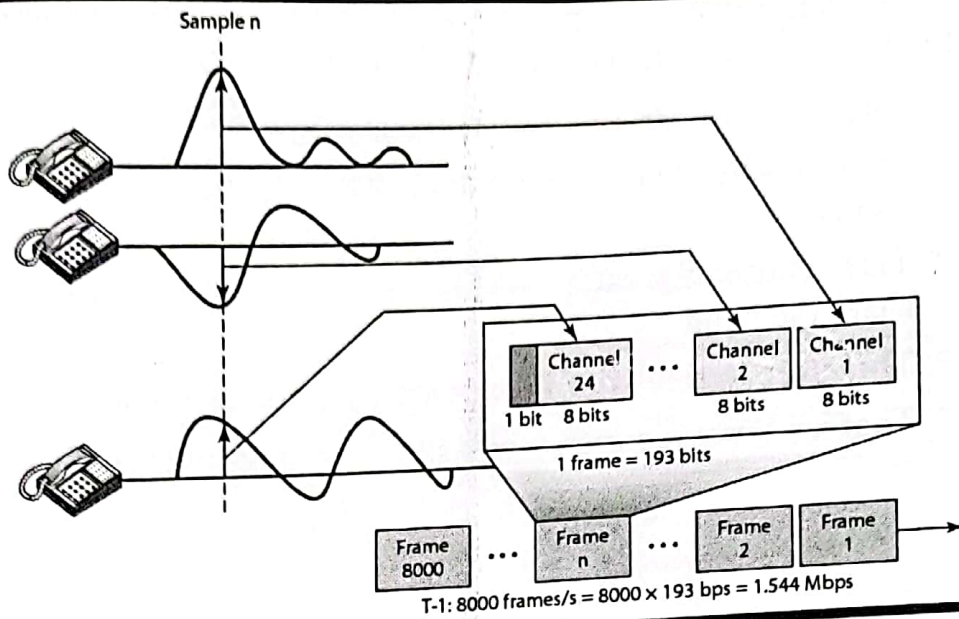 Sample n
Channel
24
...
Channel
2
Channel
1
1 bit
8 bits
8 bits
8 bits
1 frame = 193 bits
Frame
8000
...
Frame
n
...
Frame
2
Frame
1
T-1: 8000 frames/s = 8000 × 193 bps = 1.544 Mbps